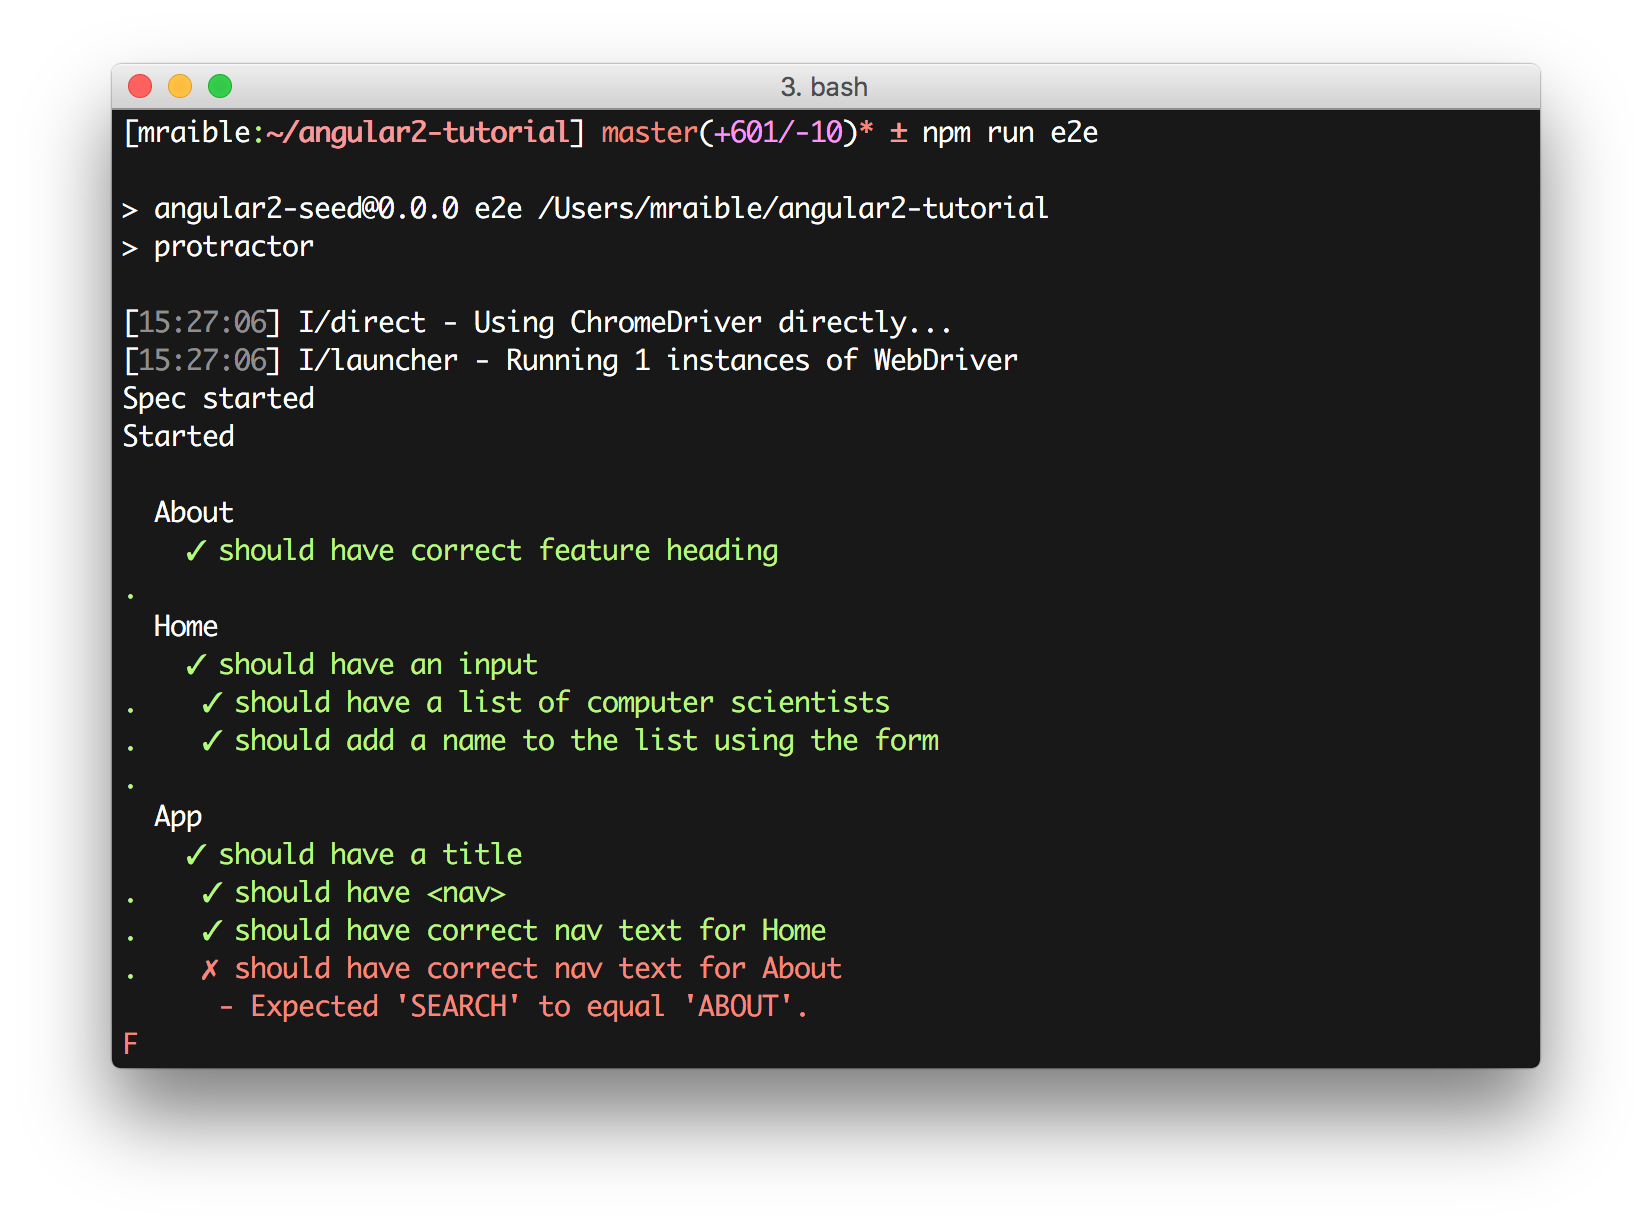 3. bash
[mraible:~/angular2-tutorial] master(+601/-10)* ± npm run e2e
> angular2-seed@0.0.0 e2e /Users/mraible/angular2-tutorial
> protractor
[15:27:06] I/direct - Using ChromeDriver directly...
[15:27:06] I/launcher - Running 1 instances of WebDriver
Spec started
Started
About
✓ should have correct feature heading
.
Home
✓ should have an input
. ✓ should have a list of computer scientists
. ✓ should add a name to the list using the form
.
App
✓ should have a title
. ✓ should have <nav>
. ✓ should have correct nav text for Home
. ✗ should have correct nav text for About
- Expected 'SEARCH' to equal 'ABOUT'.
F